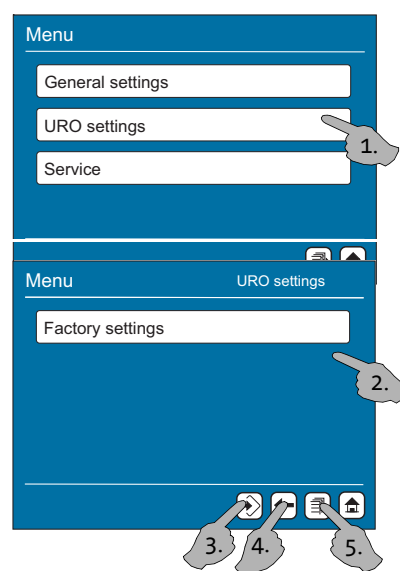 Menu
General settings
URO settings
1.
Service
Menu URO settings
Factory settings
2.
3. 4. 5.